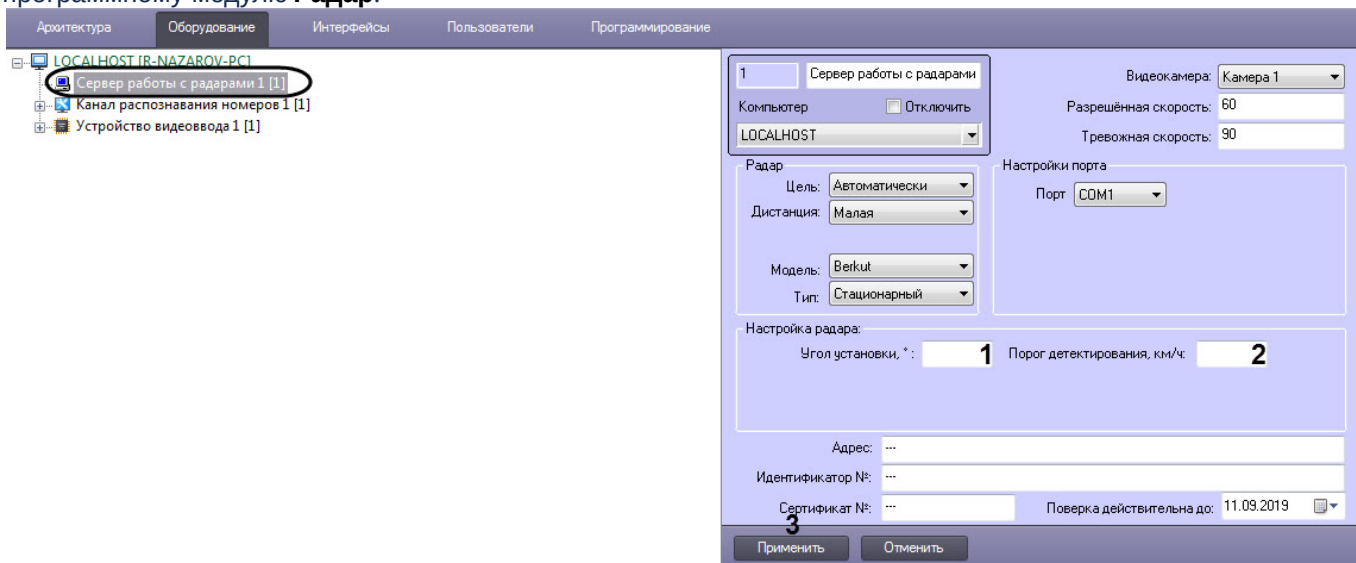 программному модулю Радар.
Архитектура Оборудование Интерфейсы Пользователи Программирование
LOCALHOST [R-NAZAROV-PC]
Сервер работы с радарами 1 [1]
Канал распознавания номеров 1 [1]
Устройство видеоввода 1 [1]
1 Сервер работы с радарами
Компьютер Отключить
LOCALHOST
Видеокамера: Камера 1
Разрешённая скорость: 60
Тревожная скорость: 90
Радар
Цель: Автоматически
Дистанция: Малая
Модель: Berkut
Тип: Стационарный
Настройки порта
Порт COM1
Настройка радара:
Угол установки, °: 1 Порог детектирования, км/ч: 2
Адрес: ---
Идентификатор №: ---
Сертификат №: --- Поверка действительна до: 11.09.2019
3
Применить Отменить